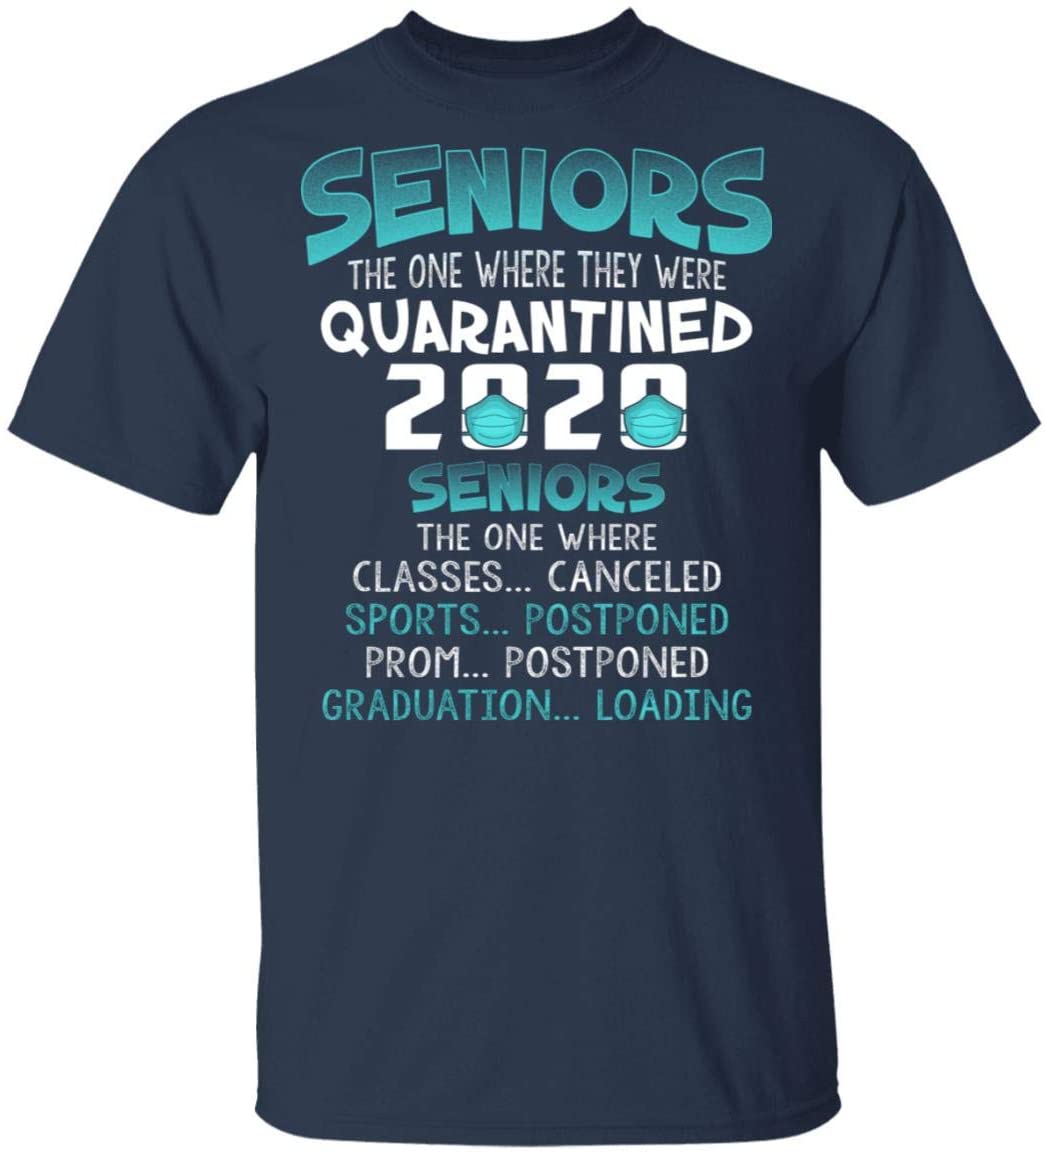 SENIORS
THE ONE WHERE THEY WERE
QUARANTINED
2020
SENIORS
THE ONE WHERE
CLASSES... CANCELED
SPORTS... POSTPONED
PROM... POSTPONED
GRADUATION... LOADING